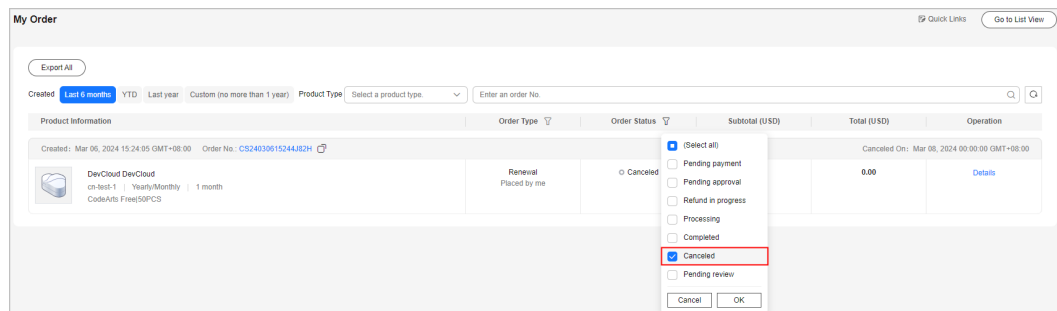 My Order
Quick Links
Go to List View
Export All
Created Last 6 months YTD Last year Custom (no more than 1 year) Product Type Select a product type. Enter an order No.
Product Information Order Type Order Status Subtotal (USD) Total (USD) Operation
Created: Mar 06, 2024 15:24:05 GMT+08:00 Order No.: CS24030615244J82H Canceled On: Mar 08, 2024 00:00:00 GMT+08:00
DevCloud DevCloud
cn-test-1 | Yearly/Monthly | 1 month
CodeArts Free|50PCS
Renewal
Placed by me
Canceled
0.00
Details
(Select all)
Pending payment
Pending approval
Refund in progress
Processing
Completed
Canceled
Pending review
Cancel OK